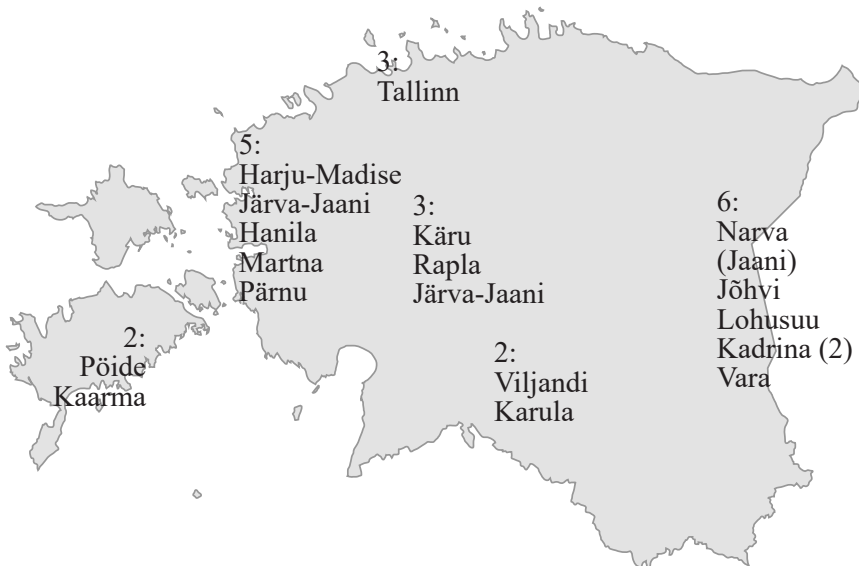 3:
Tallinn
5:
Harju-Madise
Järva-Jaani
Hanila
Martna
Pärnu
3:
Käru
Rapla
Järva-Jaani
6:
Narva
(Jaani)
Jõhvi
Lohusuu
Kadrina (2)
Vara
2:
Pöide
Kaarma
2:
Viljandi
Karula